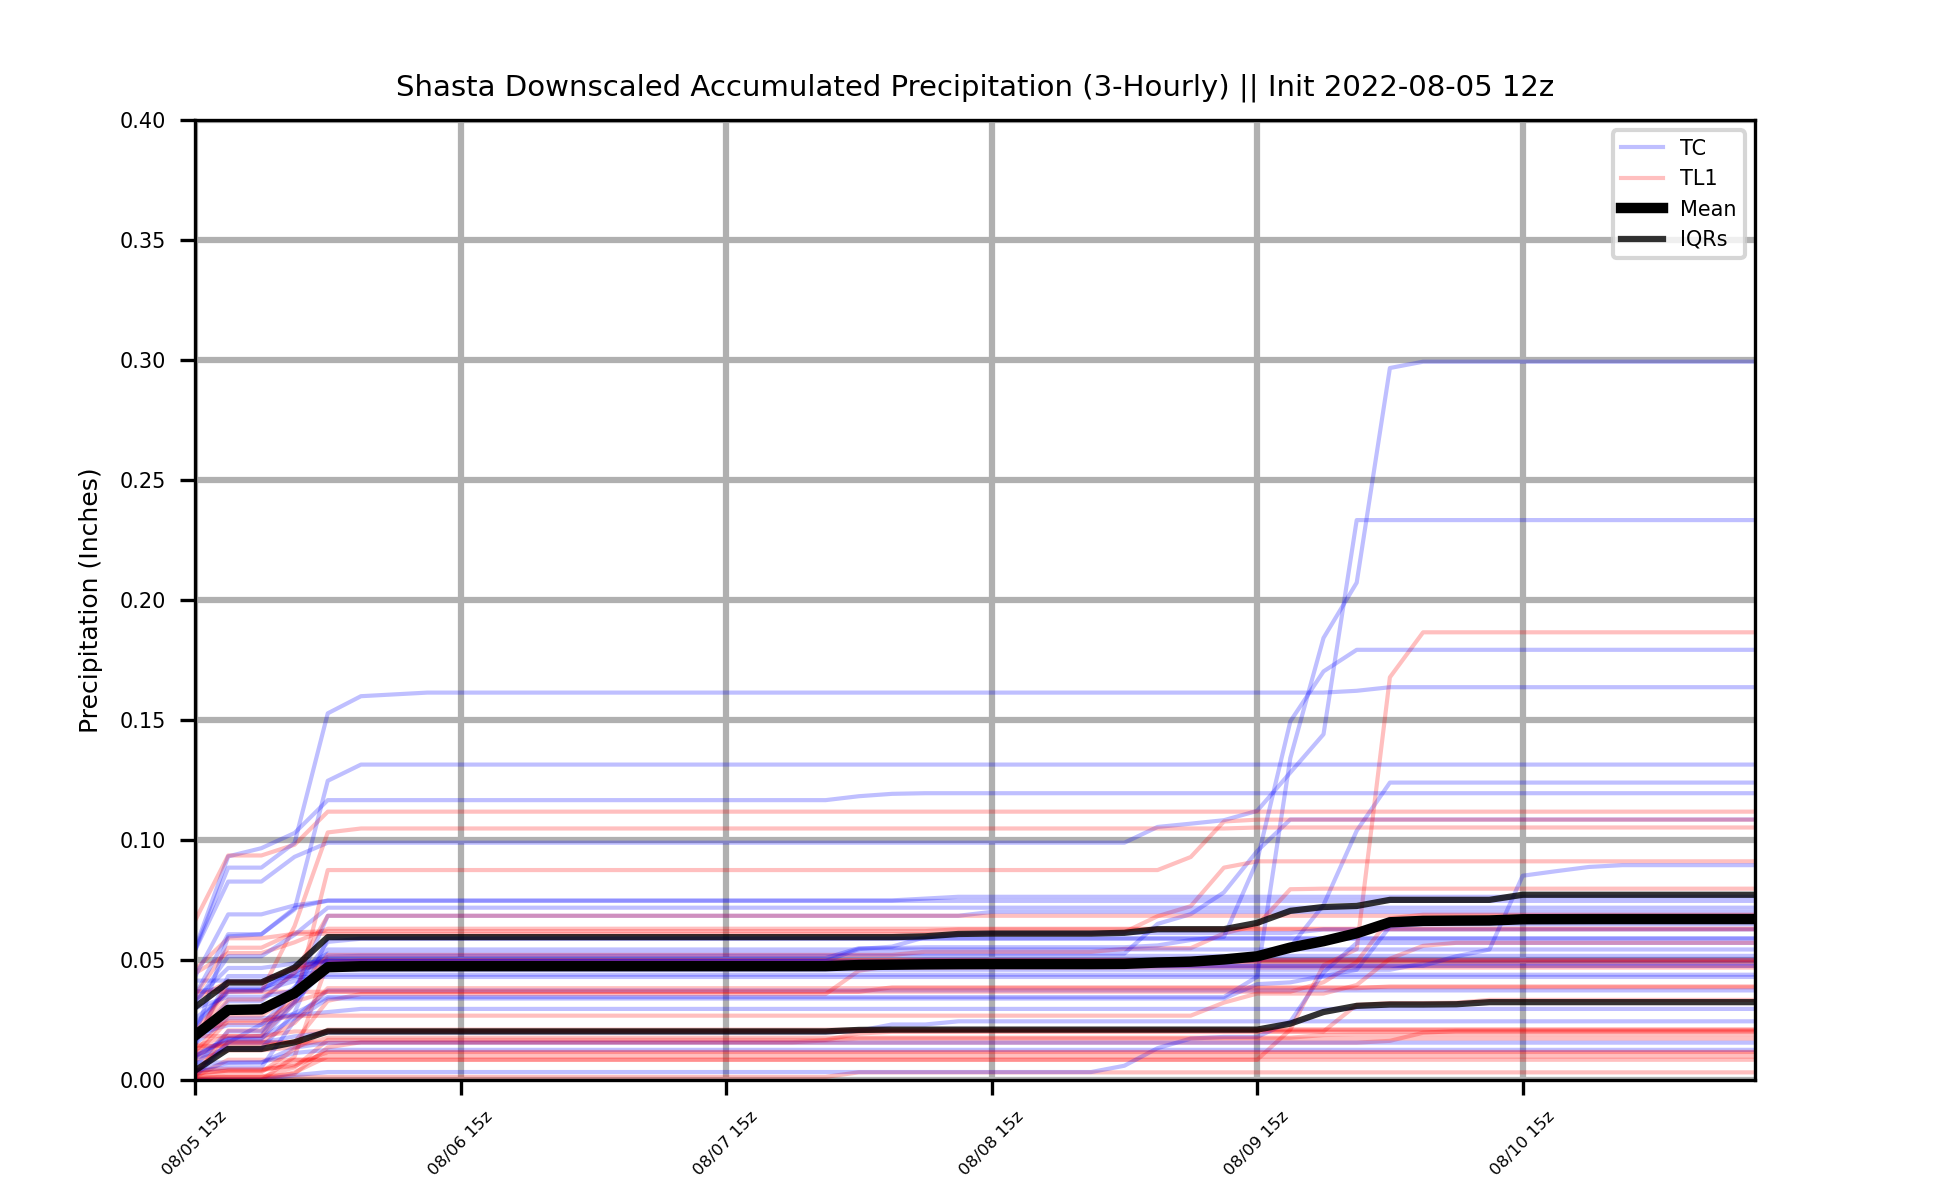 Shasta Downscaled Accumulated Precipitation (3-Hourly) || Init 2022-08-05 12z
TC
TL1
Mean
IQRs
Precipitation (Inches)
0.40
0.35
0.30
0.25
0.20
0.15
0.10
0.05
0.00
08/05 15z
08/06 15z
08/07 15z
08/08 15z
08/09 15z
08/10 15z